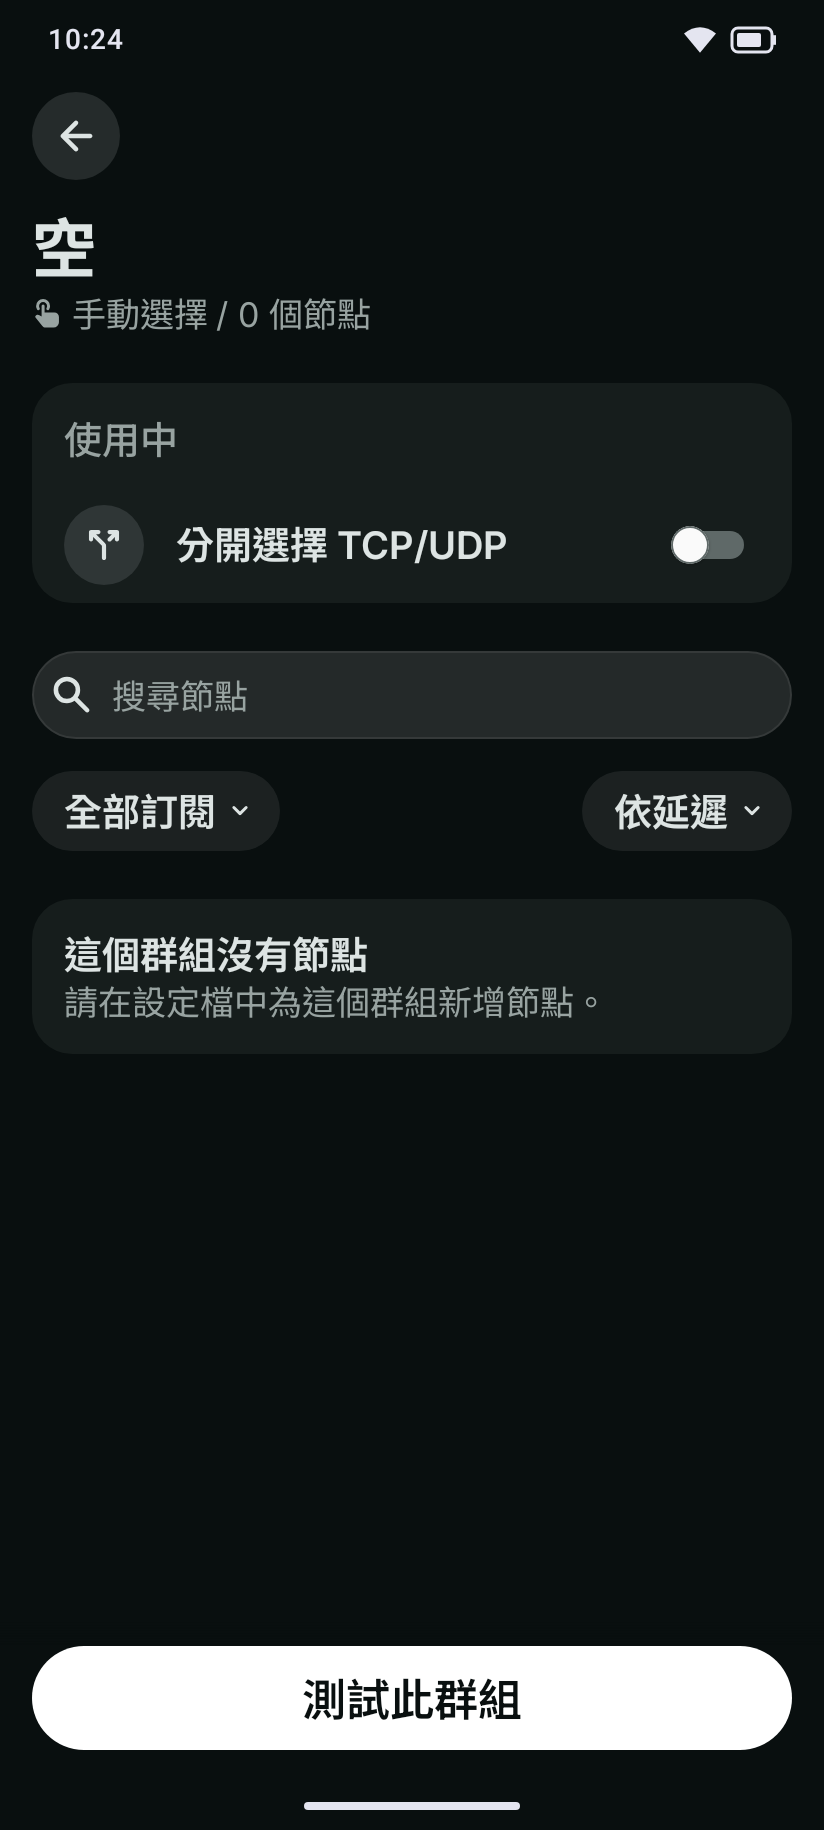 10:24
空
手動選擇 / 0 個節點
使用中
分開選擇 TCP/UDP
搜尋節點
全部訂閱
依延遲
這個群組沒有節點
請在設定檔中為這個群組新增節點。
測試此群組